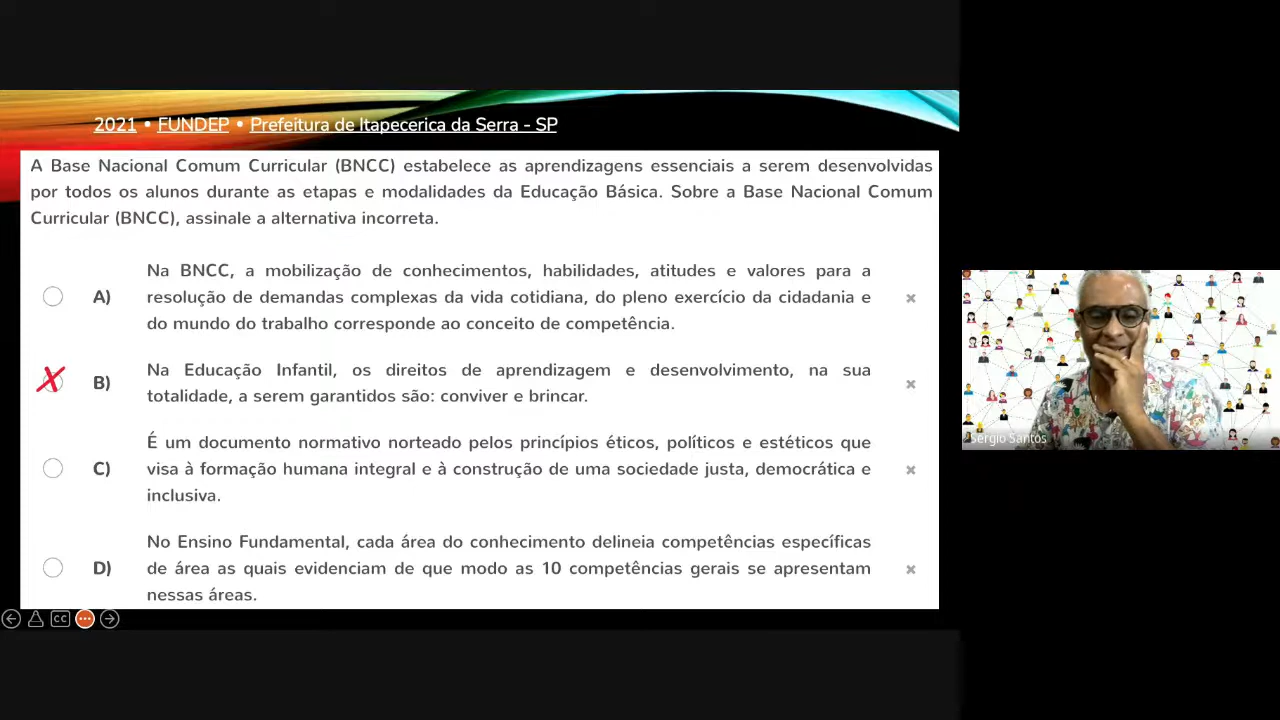 2021 • FUNDEP • Prefeitura de Itapecerica da Serra - SP
A Base Nacional Comum Curricular (BNCC) estabelece as aprendizagens essenciais a serem desenvolvidas
por todos os alunos durante as etapas e modalidades da Educação Básica. Sobre a Base Nacional Comum
Curricular (BNCC), assinale a alternativa incorreta.
Na BNCC, a mobilização de conhecimentos, habilidades, atitudes e valores para a
A) resolução de demandas complexas da vida cotidiana, do pleno exercício da cidadania e
do mundo do trabalho corresponde ao conceito de competência.
Na Educação Infantil, os direitos de aprendizagem e desenvolvimento, na sua
B) totalidade, a serem garantidos são: conviver e brincar.
É um documento normativo norteado pelos princípios éticos, políticos e estéticos que
C) visa à formação humana integral e à construção de uma sociedade justa, democrática e
inclusiva.
No Ensino Fundamental, cada área do conhecimento delineia competências específicas
D) de área as quais evidenciam de que modo as 10 competências gerais se apresentam
nessas áreas.
CC
Sergio Santos